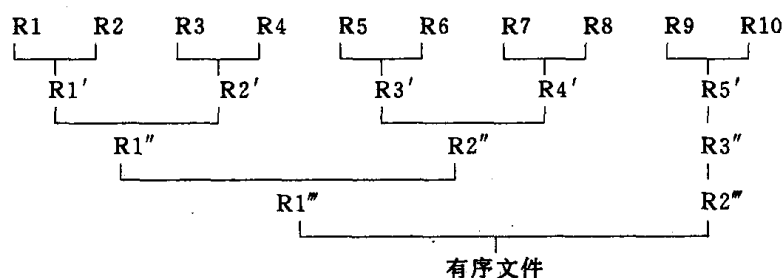 R1 R2 R3 R4 R5 R6 R7 R8 R9 R10
R1′ R2′ R3′ R4′ R5′
R1″ R2″ R3″
R1‴ R2‴
有序文件